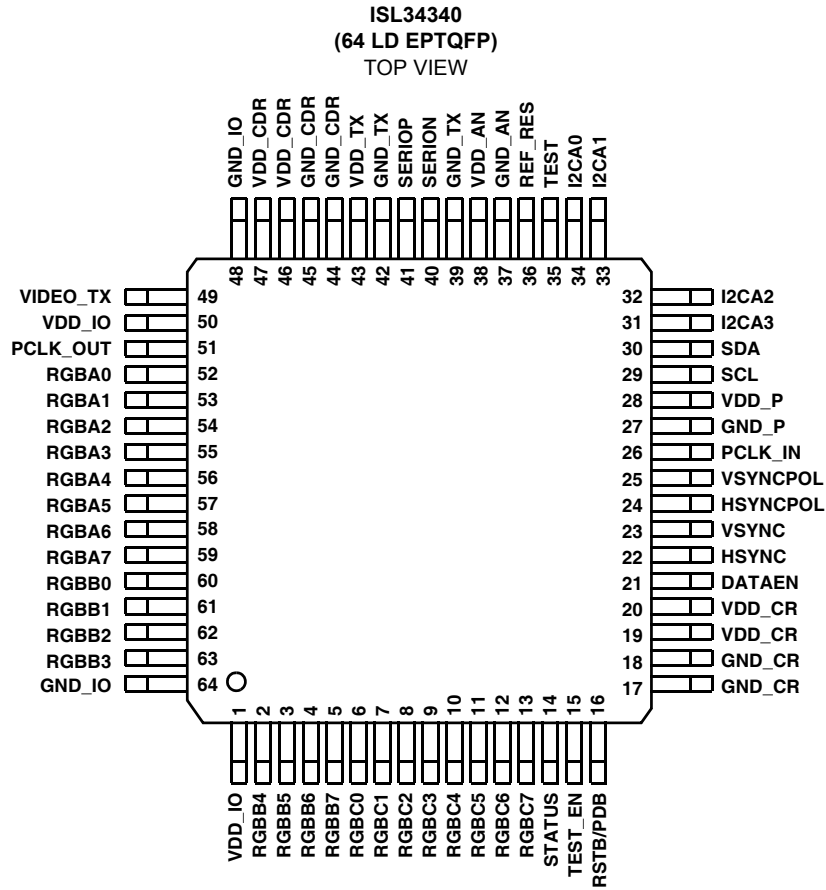 ISL34340
(64 LD EPTQFP)
TOP VIEW
GND_IO
VDD_CDR
VDD_CDR
GND_CDR
GND_CDR
VDD_TX
GND_TX
SERIOP
SERION
GND_TX
VDD_AN
GND_AN
REF_RES
TEST
I2CA0
I2CA1
48 47 46 45 44 43 42 41 40 39 38 37 36 35 34 33
VIDEO_TX 49 32 I2CA2
VDD_IO 50 31 I2CA3
PCLK_OUT 51 30 SDA
RGBA0 52 29 SCL
RGBA1 53 28 VDD_P
RGBA2 54 27 GND_P
RGBA3 55 26 PCLK_IN
RGBA4 56 25 VSYNCPOL
RGBA5 57 24 HSYNCPOL
RGBA6 58 23 VSYNC
RGBA7 59 22 HSYNC
RGBB0 60 21 DATAEN
RGBB1 61 20 VDD_CR
RGBB2 62 19 VDD_CR
RGBB3 63 18 GND_CR
GND_IO 64 17 GND_CR
1 2 3 4 5 6 7 8 9 10 11 12 13 14 15 16
VDD_IO
RGBB4
RGBB5
RGBB6
RGBB7
RGBC0
RGBC1
RGBC2
RGBC3
RGBC4
RGBC5
RGBC6
RGBC7
STATUS
TEST_EN
RSTB/PDB